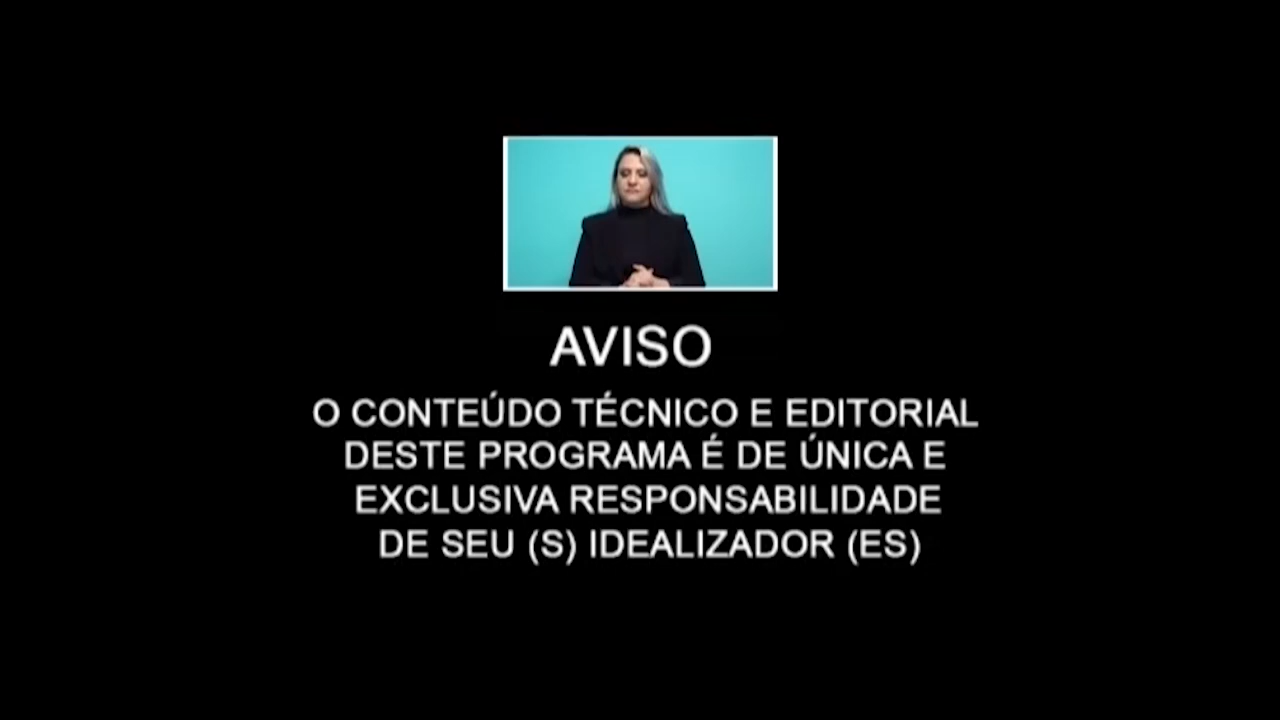 AVISO
O CONTEÚDO TÉCNICO E EDITORIAL
DESTE PROGRAMA É DE ÚNICA E
EXCLUSIVA RESPONSABILIDADE
DE SEU (S) IDEALIZADOR (ES)